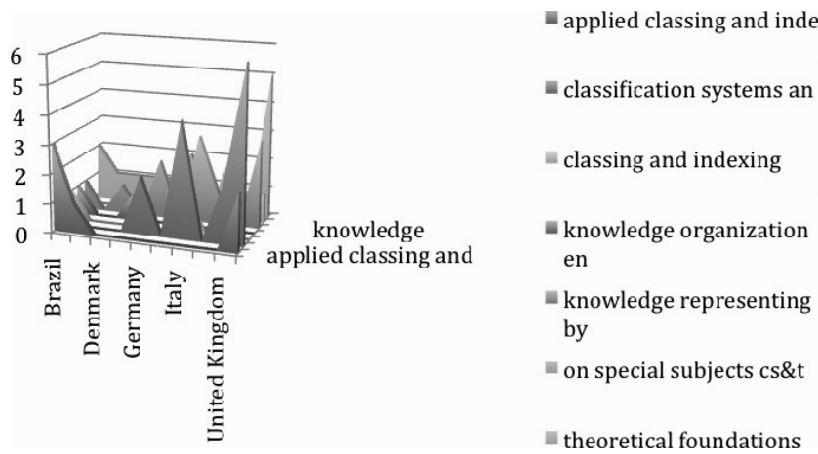 6
5
4
3
2
1
0
Brazil
Denmark
Germany
Italy
United Kingdom
knowledge
applied classing and
applied classing and inde
classification systems an
classing and indexing
knowledge organization
en
knowledge representing
by
on special subjects cs&t
theoretical foundations